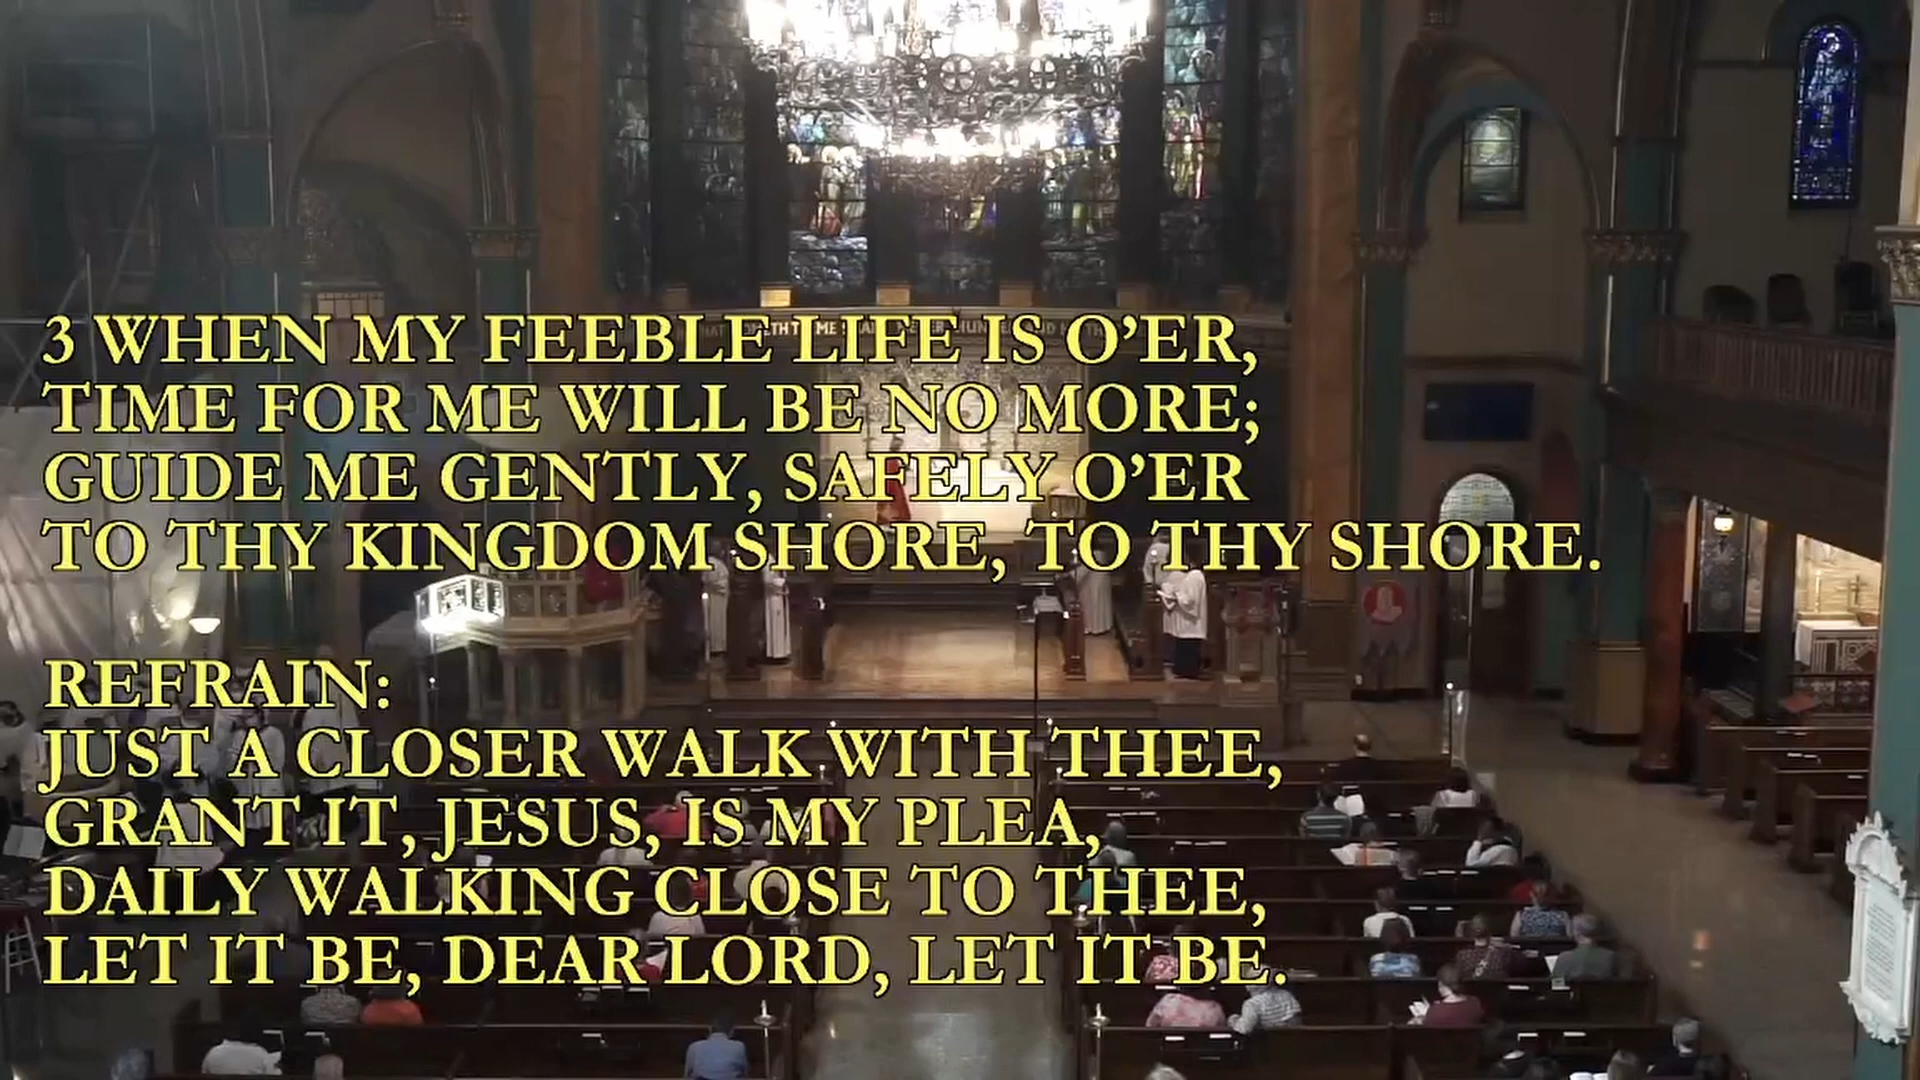 3 WHEN MY FEEBLE LIFE IS O’ER,
TIME FOR ME WILL BE NO MORE;
GUIDE ME GENTLY, SAFELY O’ER
TO THY KINGDOM SHORE, TO THY SHORE.
REFRAIN:
JUST A CLOSER WALK WITH THEE,
GRANT IT, JESUS, IS MY PLEA,
DAILY WALKING CLOSE TO THEE,
LET IT BE, DEAR LORD, LET IT BE.